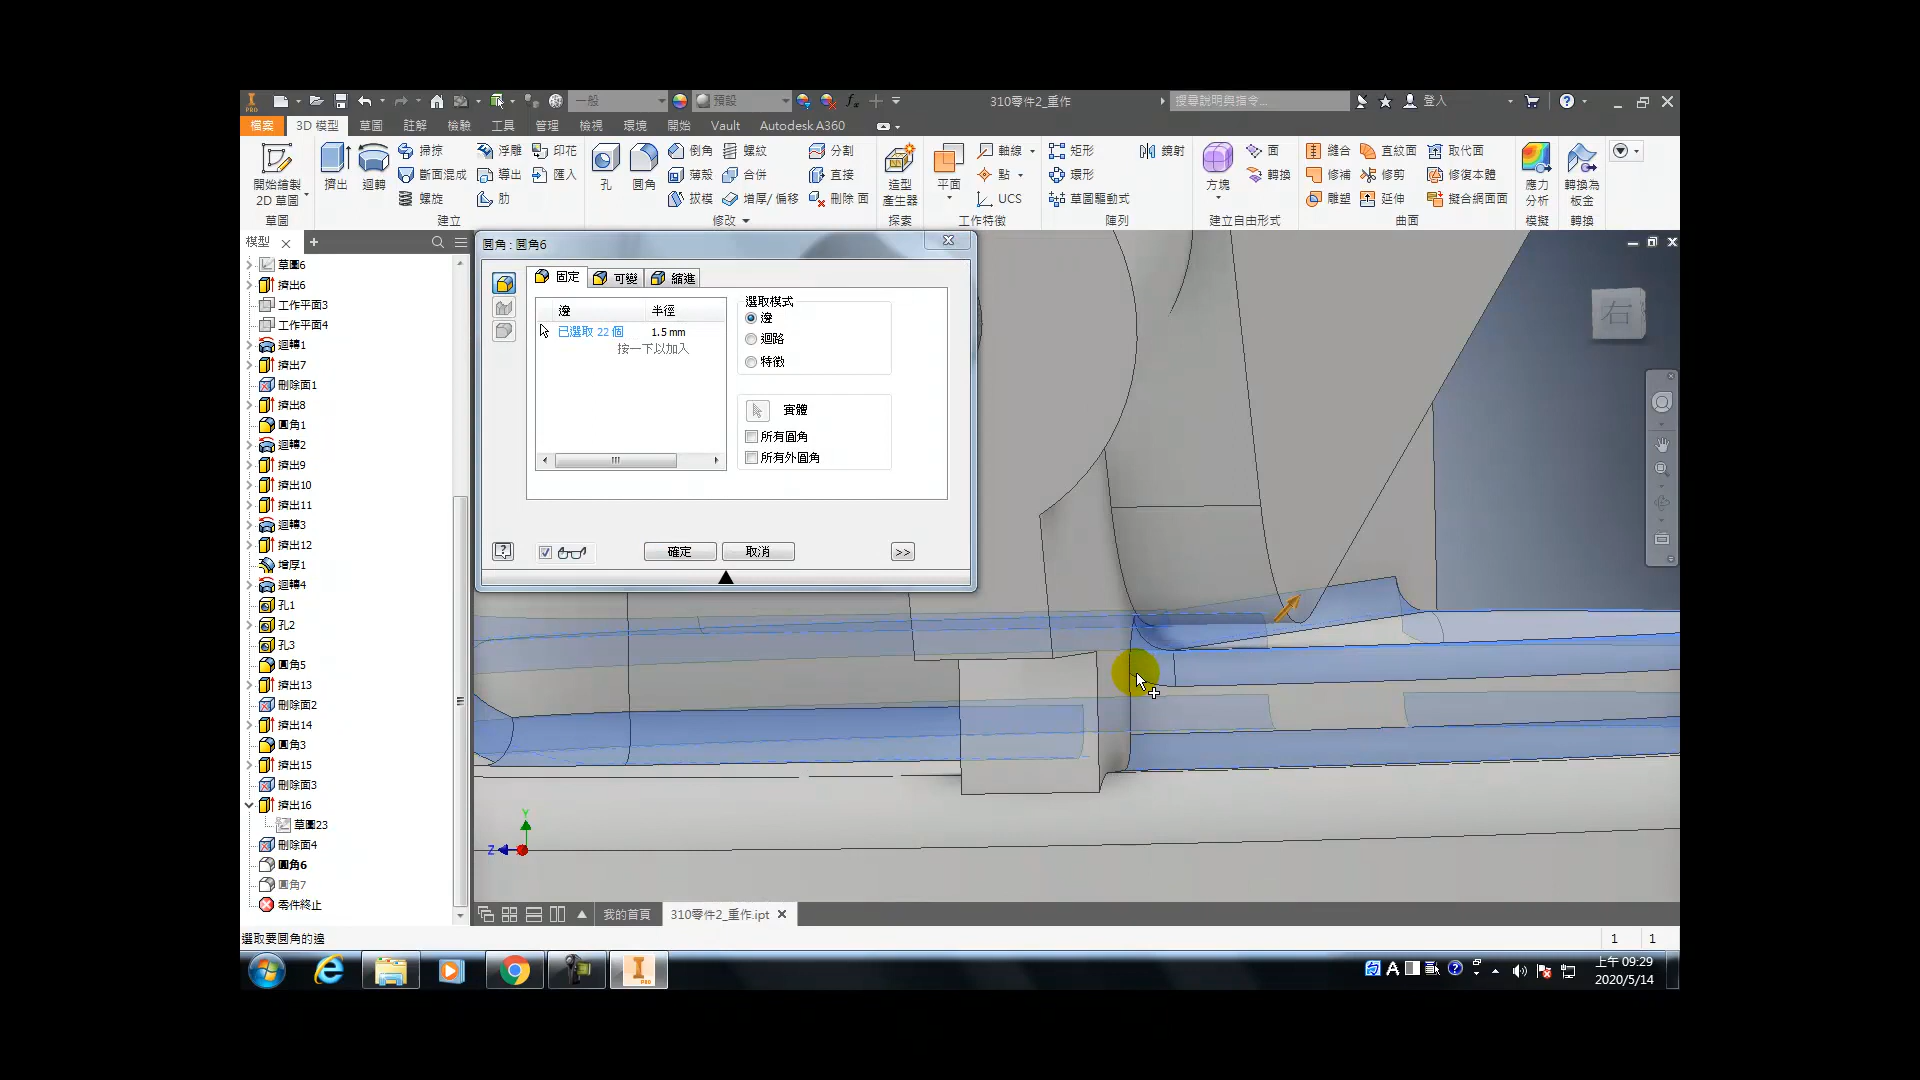 一般
預設
310零件2_重作
搜尋說明與指令...
登入
PRO
檔案 3D 模型 草圖 註解 檢驗 工具 管理 檢視 環境 開始 Vault Autodesk A360
開始繪製
2D 草圖
草圖
擠出
迴轉
掃掠
斷面混成
螺旋
浮雕
導出
肋
印花
匯入
建立
孔
圓角
倒角
薄殼
拔模
螺紋
合併
增厚/ 偏移
分割
直接
刪除 面
修改
造型
產生器
探索
平面
軸線
點
UCS
工作特徵
矩形
環形
草圖驅動式
鏡射
陣列
方塊
面
轉換
建立自由形式
縫合
修補
雕塑
直紋面
修剪
延伸
取代面
修復本體
擬合網面面
曲面
應力
分析
模擬
轉換為
板金
轉換
模型
草圖6
擠出6
工作平面3
工作平面4
迴轉1
擠出7
刪除面1
擠出8
圓角1
迴轉2
擠出9
擠出10
擠出11
迴轉3
擠出12
增厚1
迴轉4
孔1
孔2
孔3
圓角5
擠出13
刪除面2
擠出14
圓角3
擠出15
刪除面3
擠出16
草圖23
刪除面4
圓角6
圓角7
零件終止
圓角 : 圓角6
固定 可變 縮進
邊 半徑
已選取 22 個 1.5 mm
按一下以加入
選取模式
邊
迴路
特徵
實體
所有圓角
所有外圓角
確定 取消 >>
右
Y
Z
我的首頁 310零件2_重作.ipt
選取要圓角的邊 1 1
PRO
上午 09:29
2020/5/14